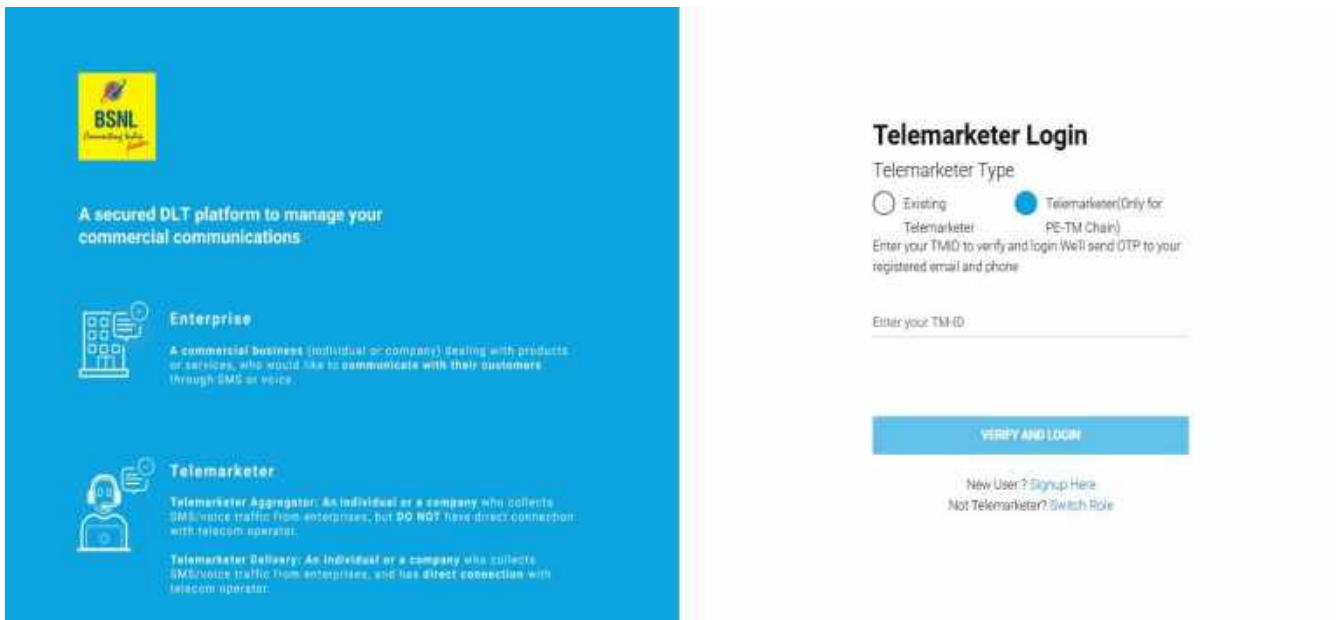 BSNL
Connecting India
A secured DLT platform to manage your
commercial communications
Enterprise
A commercial business (individual or company) dealing with products
or services, who would like to communicate with their customers
through SMS or voice.
Telemarketer
Telemarketer Aggregator: An individual or a company who collects
SMS/voice traffic from enterprises, but DO NOT have direct connection
with telecom operator.
Telemarketer Delivery: An individual or a company who collects
SMS/voice traffic from enterprises, and has direct connection with
telecom operator.
Telemarketer Login
Telemarketer Type
Existing
Telemarketer
Telemarketer(Only for
PE-TM Chain)
Enter your TMID to verify and login We'll send OTP to your
registered email and phone
Enter your TM-ID
VERIFY AND LOGIN
New User ? Signup Here
Not Telemarketer? Switch Role